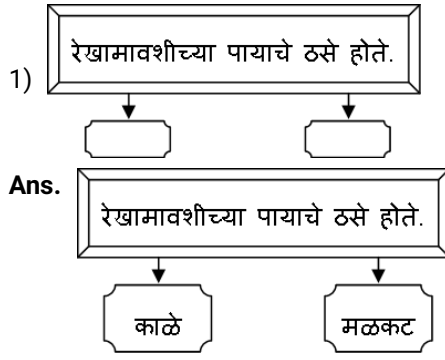 रेखामावशीच्या पायाचे ठसे होते.
1)
Ans.
रेखामावशीच्या पायाचे ठसे होते.
काळे मळकट